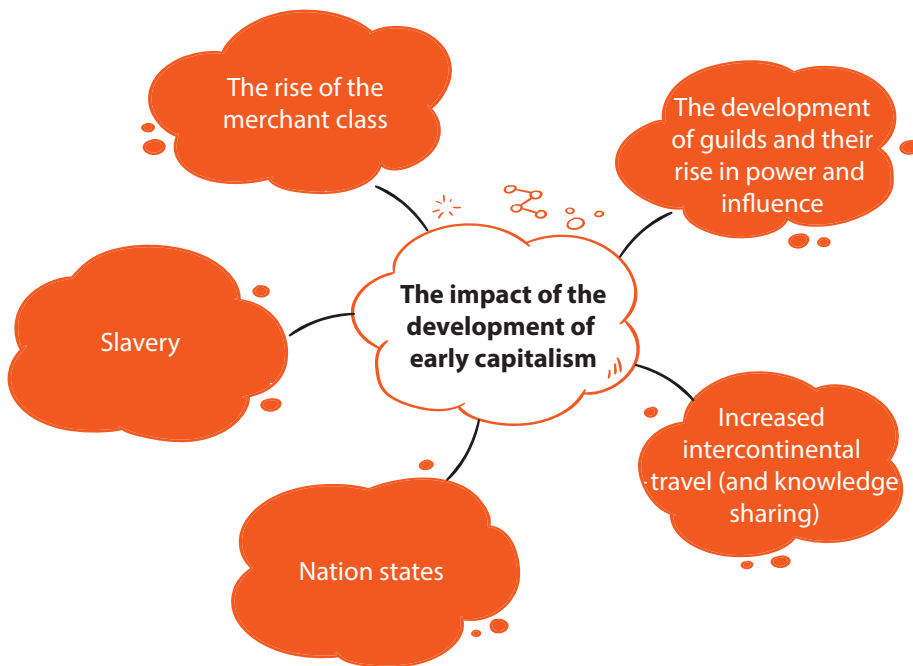 The rise of the
merchant class
The development
of guilds and their
rise in power and
influence
The impact of the
development of
early capitalism
Slavery
Increased
intercontinental
travel (and knowledge
sharing)
Nation states